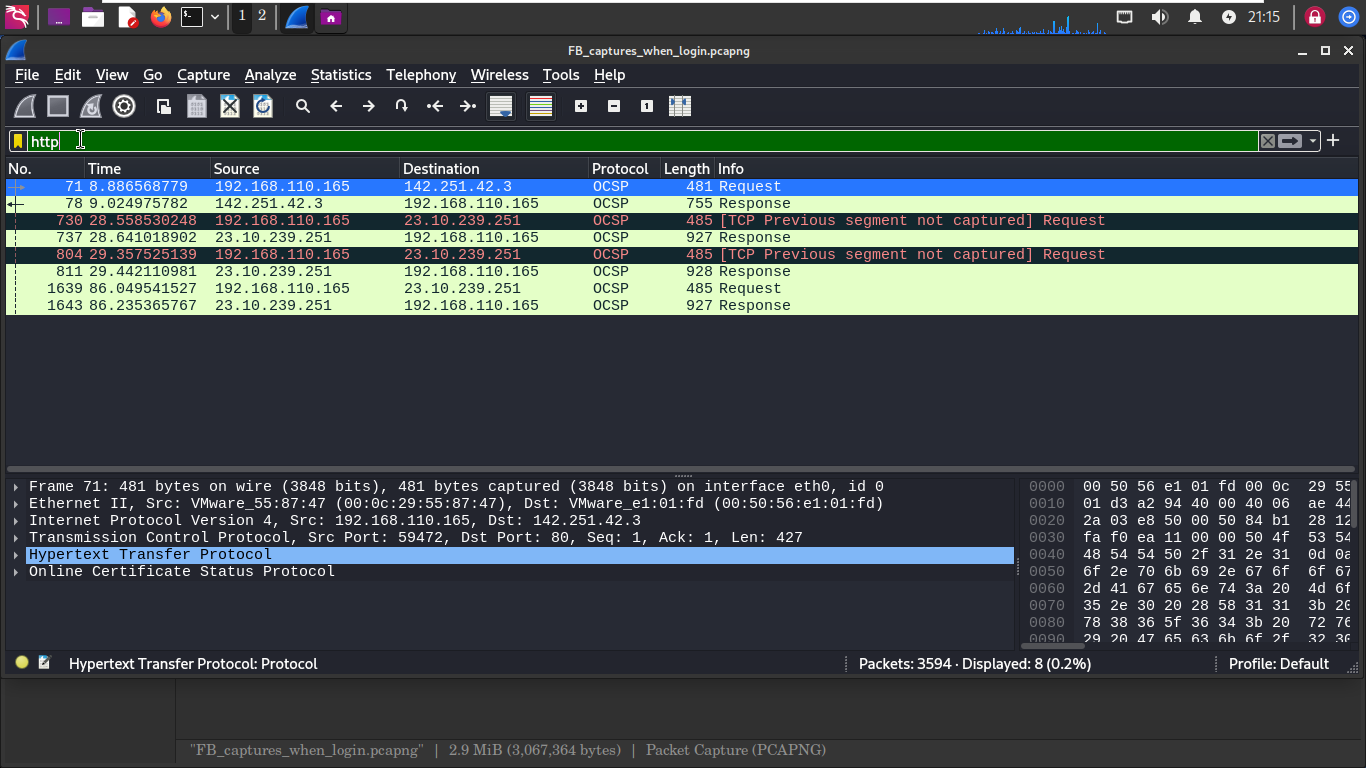 1 2 21:15
FB_captures_when_login.pcapng
File Edit View Go Capture Analyze Statistics Telephony Wireless Tools Help
http
No. Time Source Destination Protocol Length Info
71 8.886568779 192.168.110.165 142.251.42.3 OCSP 481 Request
78 9.024975782 142.251.42.3 192.168.110.165 OCSP 755 Response
730 28.558530248 192.168.110.165 23.10.239.251 OCSP 485 [TCP Previous segment not captured] Request
737 28.641018902 23.10.239.251 192.168.110.165 OCSP 927 Response
804 29.357525139 192.168.110.165 23.10.239.251 OCSP 485 [TCP Previous segment not captured] Request
811 29.442110981 23.10.239.251 192.168.110.165 OCSP 928 Response
1639 86.049541527 192.168.110.165 23.10.239.251 OCSP 485 Request
1643 86.235365767 23.10.239.251 192.168.110.165 OCSP 927 Response
Frame 71: 481 bytes on wire (3848 bits), 481 bytes captured (3848 bits) on interface eth0, id 0
Ethernet II, Src: VMware_55:87:47 (00:0c:29:55:87:47), Dst: VMware_e1:01:fd (00:50:56:e1:01:fd)
Internet Protocol Version 4, Src: 192.168.110.165, Dst: 142.251.42.3
Transmission Control Protocol, Src Port: 59472, Dst Port: 80, Seq: 1, Ack: 1, Len: 427
Hypertext Transfer Protocol
Online Certificate Status Protocol
0000 00 50 56 e1 01 fd 00 0c 29 55
0010 01 d3 a2 94 40 00 40 06 ae 44
0020 2a 03 e8 50 00 50 84 b1 28 12
0030 fa f0 ea 11 00 00 50 4f 53 54
0040 48 54 54 50 2f 31 2e 31 0d 0a
0050 6f 2e 70 6b 69 2e 67 6f 6f 67
0060 2d 41 67 65 6e 74 3a 20 4d 6f
0070 35 2e 30 20 28 58 31 31 3b 20
0080 78 38 36 5f 36 34 3b 20 72 76
0090 29 20 47 65 63 6b 6f 2f 32 30
Hypertext Transfer Protocol: Protocol
Packets: 3594 · Displayed: 8 (0.2%)
Profile: Default
"FB_captures_when_login.pcapng" | 2.9 MiB (3,067,364 bytes) | Packet Capture (PCAPNG)